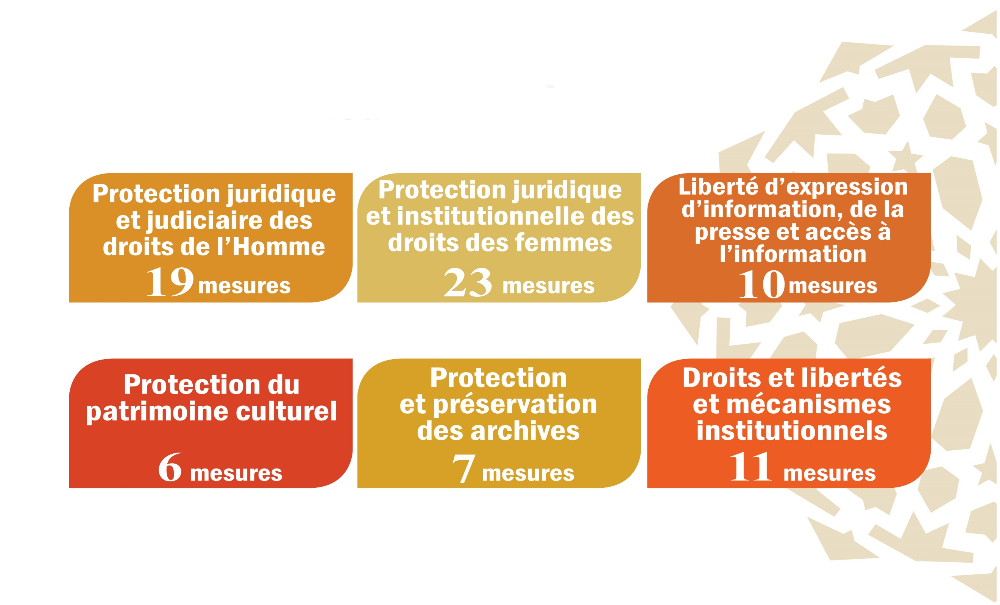 Protection juridique
et judiciaire des
droits de l’Homme
19 mesures
Protection juridique
et institutionnelle des
droits des femmes
23 mesures
Liberté d’expression
d’information, de la
presse et accès à
l’information
10 mesures
Protection du
patrimoine culturel
6 mesures
Protection
et préservation
des archives
7 mesures
Droits et libertés
et mécanismes
institutionnels
11 mesures